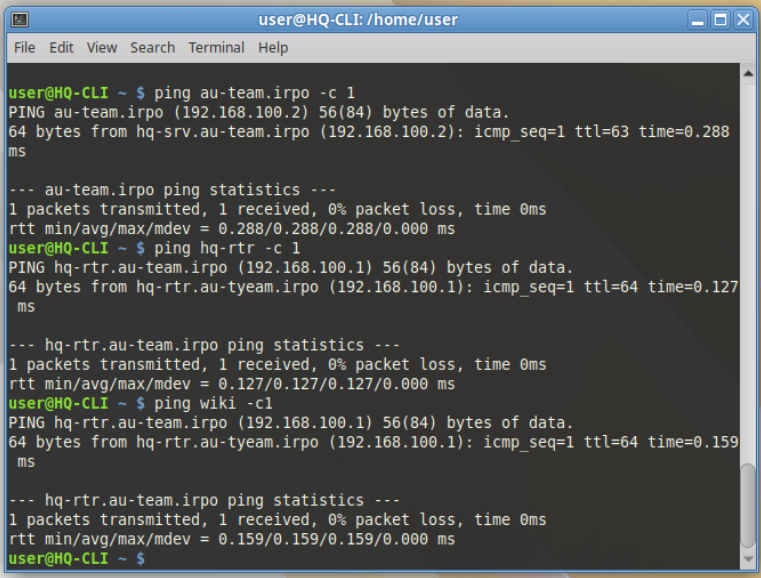 user@HQ-CLI: /home/user
File Edit View Search Terminal Help
user@HQ-CLI ~ $ ping au-team.irpo -c 1
PING au-team.irpo (192.168.100.2) 56(84) bytes of data.
64 bytes from hq-srv.au-team.irpo (192.168.100.2): icmp_seq=1 ttl=63 time=0.288
ms
--- au-team.irpo ping statistics ---
1 packets transmitted, 1 received, 0% packet loss, time 0ms
rtt min/avg/max/mdev = 0.288/0.288/0.288/0.000 ms
user@HQ-CLI ~ $ ping hq-rtr -c 1
PING hq-rtr.au-team.irpo (192.168.100.1) 56(84) bytes of data.
64 bytes from hq-rtr.au-tyeam.irpo (192.168.100.1): icmp_seq=1 ttl=64 time=0.127
ms
--- hq-rtr.au-team.irpo ping statistics ---
1 packets transmitted, 1 received, 0% packet loss, time 0ms
rtt min/avg/max/mdev = 0.127/0.127/0.127/0.000 ms
user@HQ-CLI ~ $ ping wiki -c1
PING hq-rtr.au-team.irpo (192.168.100.1) 56(84) bytes of data.
64 bytes from hq-rtr.au-tyeam.irpo (192.168.100.1): icmp_seq=1 ttl=64 time=0.159
ms
--- hq-rtr.au-team.irpo ping statistics ---
1 packets transmitted, 1 received, 0% packet loss, time 0ms
rtt min/avg/max/mdev = 0.159/0.159/0.159/0.000 ms
user@HQ-CLI ~ $